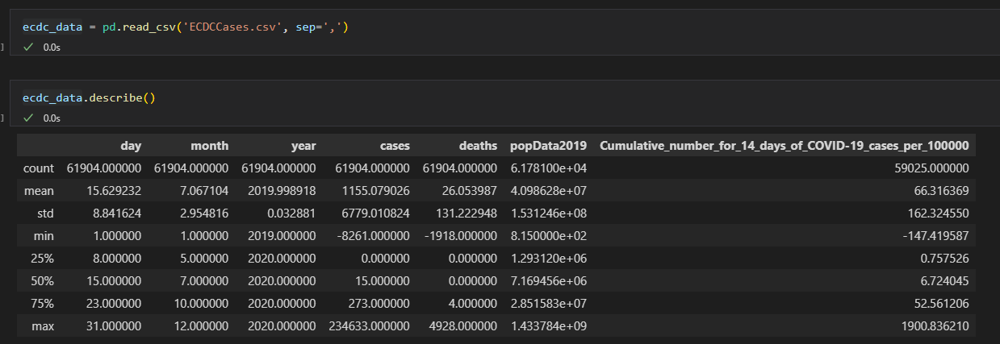 ecdc_data = pd.read_csv('ECDCCases.csv', sep=',')
] 0.0s
ecdc_data.describe()
] 0.0s
day month year cases deaths popData2019 Cumulative_number_for_14_days_of_COVID-19_cases_per_100000
count 61904.000000 61904.000000 61904.000000 61904.000000 61904.000000 6.178100e+04 59025.000000
mean 15.629232 7.067104 2019.998918 1155.079026 26.053987 4.098628e+07 66.316369
std 8.841624 2.954816 0.032881 6779.010824 131.222948 1.531246e+08 162.324550
min 1.000000 1.000000 2019.000000 -8261.000000 -1918.000000 8.150000e+02 -147.419587
25% 8.000000 5.000000 2020.000000 0.000000 0.000000 1.293120e+06 0.757526
50% 15.000000 7.000000 2020.000000 15.000000 0.000000 7.169456e+06 6.724045
75% 23.000000 10.000000 2020.000000 273.000000 4.000000 2.851583e+07 52.561206
max 31.000000 12.000000 2020.000000 234633.000000 4928.000000 1.433784e+09 1900.836210